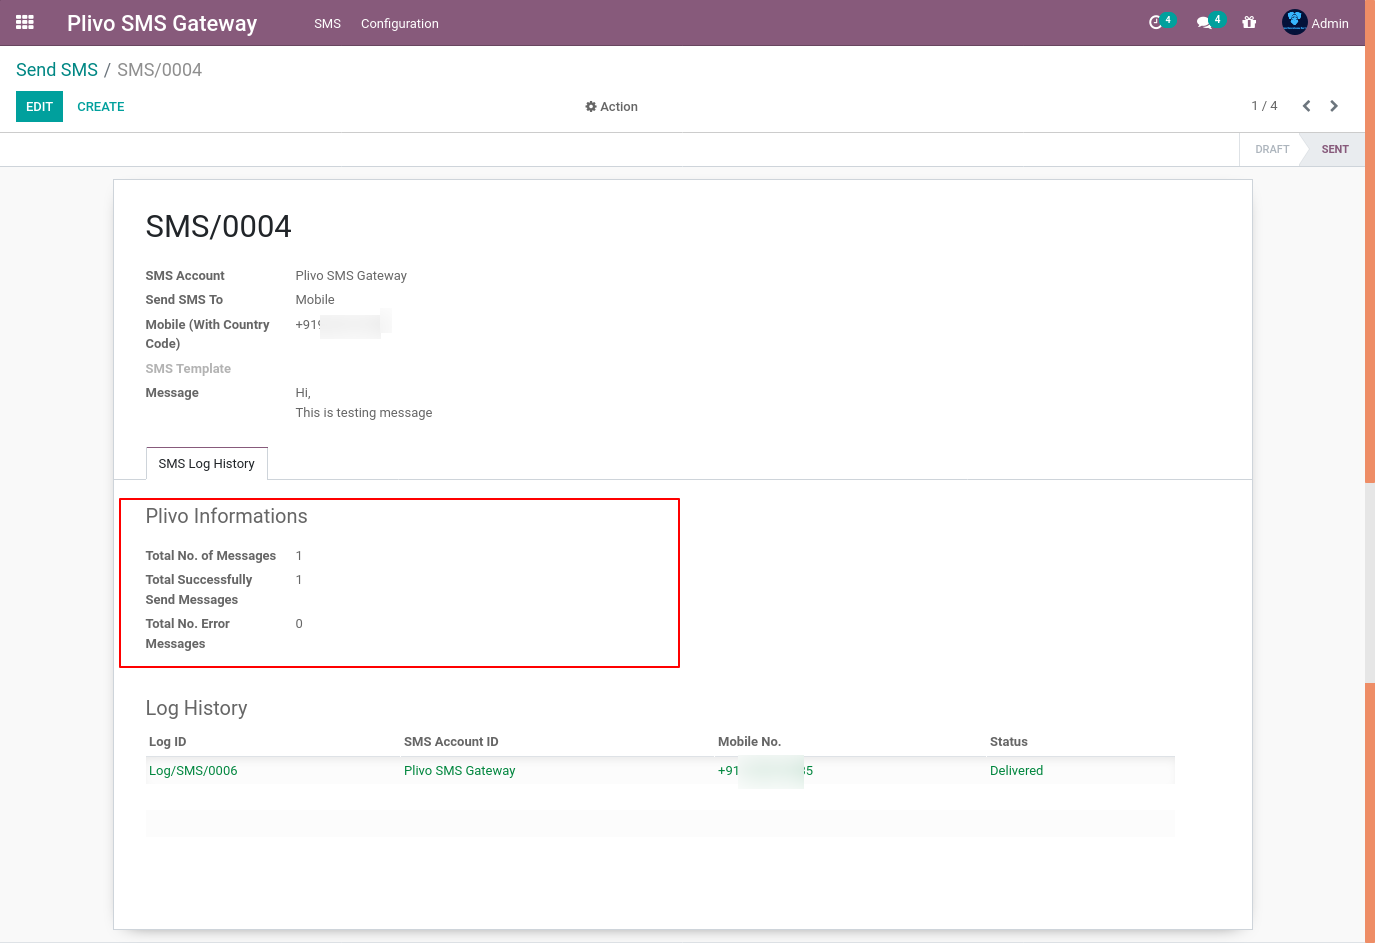 Plivo SMS Gateway SMS Configuration 4 4 Admin
Send SMS / SMS/0004
EDIT CREATE Action 1 / 4
DRAFT SENT
SMS/0004
SMS Account Plivo SMS Gateway
Send SMS To Mobile
Mobile (With Country +919
Code)
SMS Template
Message Hi,
This is testing message
SMS Log History
Plivo Informations
Total No. of Messages 1
Total Successfully 1
Send Messages
Total No. Error 0
Messages
Log History
Log ID SMS Account ID Mobile No. Status
Log/SMS/0006 Plivo SMS Gateway +91 5 Delivered